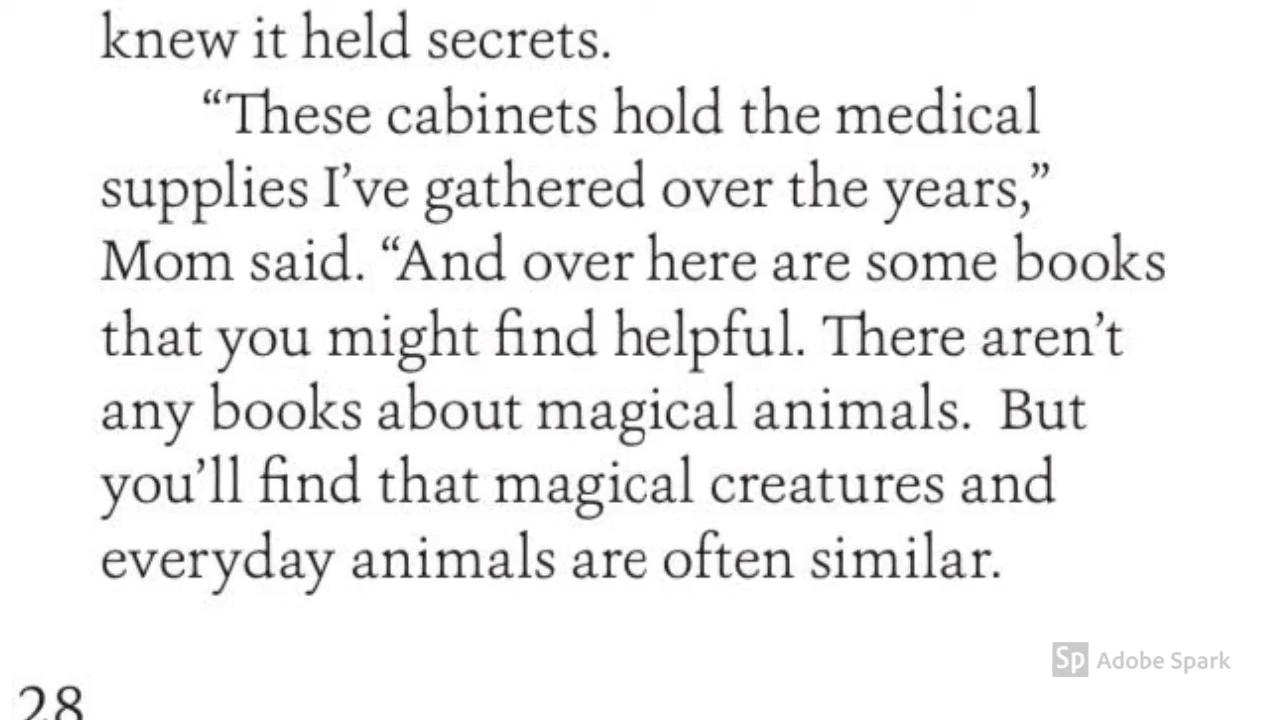 knew it held secrets.
“These cabinets hold the medical
supplies I’ve gathered over the years,”
Mom said. “And over here are some books
that you might find helpful. There aren’t
any books about magical animals.  But
you’ll find that magical creatures and
everyday animals are often similar.
Sp Adobe Spark
28